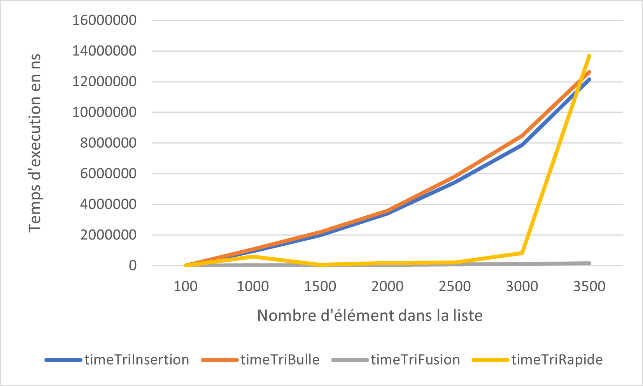 16000000
14000000
12000000
10000000
8000000
6000000
4000000
2000000
0
Temps d'execution en ns
100 1000 1500 2000 2500 3000 3500
Nombre d'élément dans la liste
timeTriInsertion timeTriBulle timeTriFusion timeTriRapide